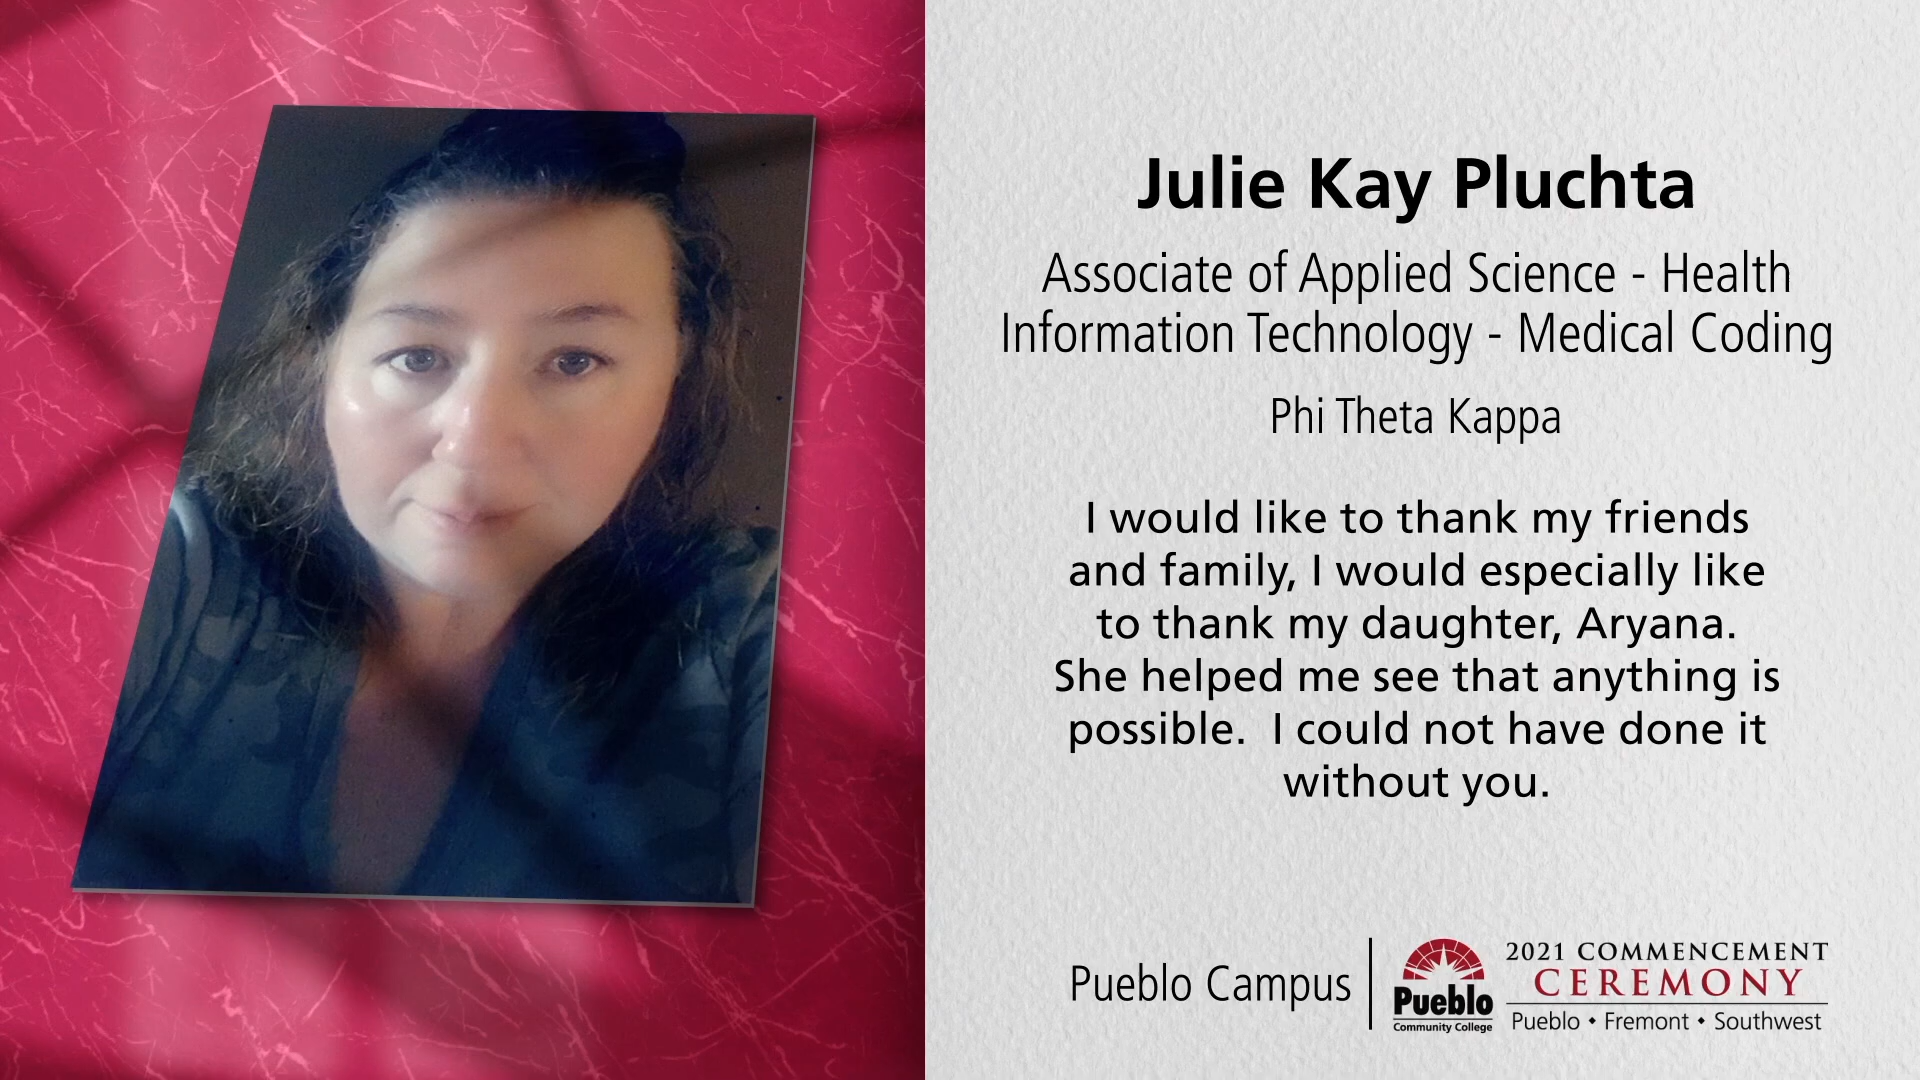 Julie Kay Pluchta
Associate of Applied Science - Health
Information Technology - Medical Coding
Phi Theta Kappa
I would like to thank my friends
and family, I would especially like
to thank my daughter, Aryana.
She helped me see that anything is
possible.  I could not have done it
without you.
Pueblo Campus
Pueblo
Community College
2021 COMMENCEMENT
CEREMONY
Pueblo • Fremont • Southwest